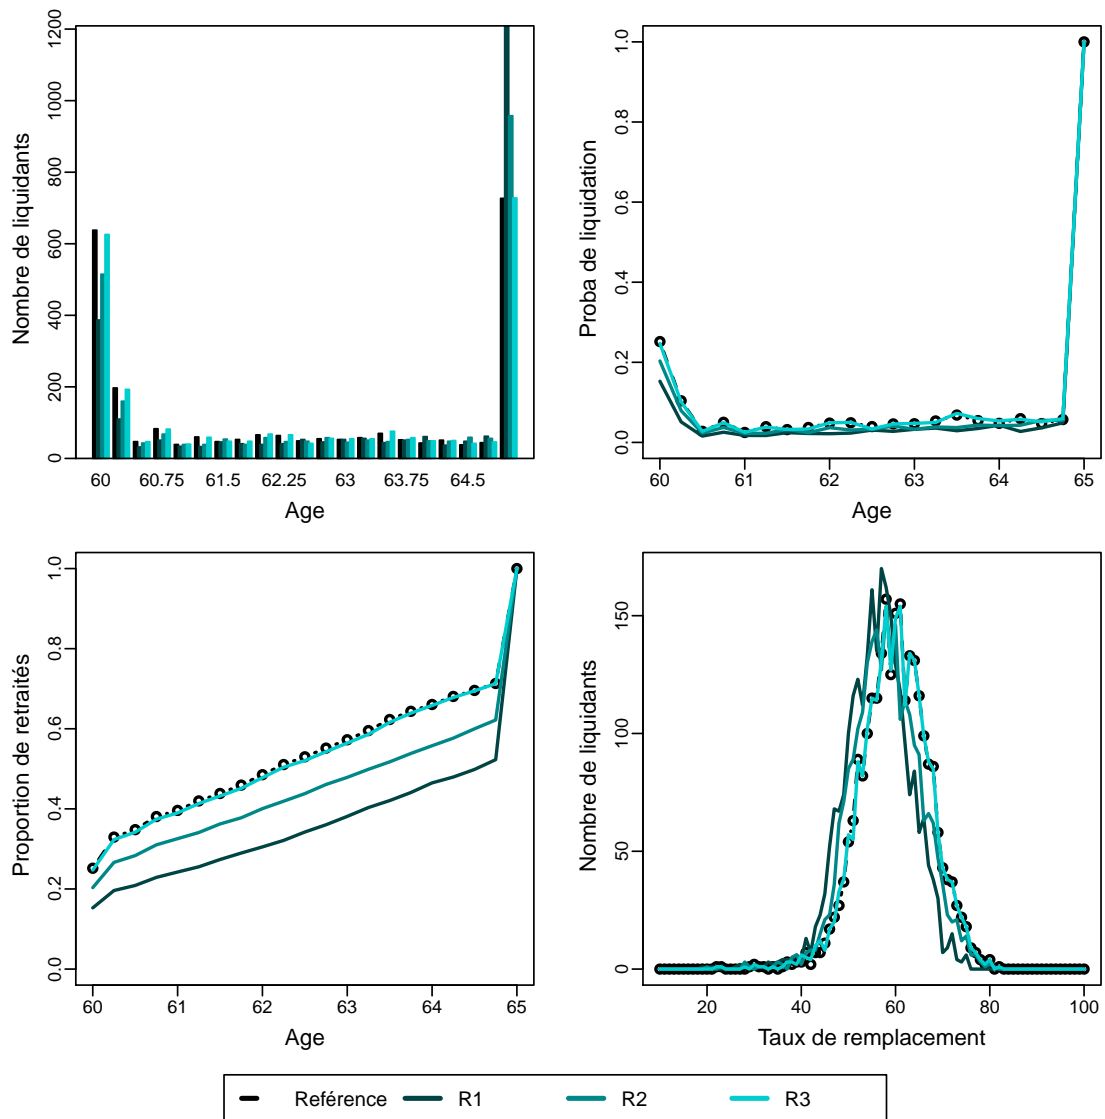 1200
1000
800
600
400
200
0
Nombre de liquidants
60 60.75 61.5 62.25 63 63.75 64.5
Age
1.0
0.8
0.6
0.4
0.2
0.0
Proba de liquidation
60 61 62 63 64 65
Age
1.0
0.8
0.6
0.4
0.2
0.0
Proportion de retraités
60 61 62 63 64 65
Age
150
100
50
0
Nombre de liquidants
20 40 60 80 100
Taux de remplacement
Reférence R1 R2 R3